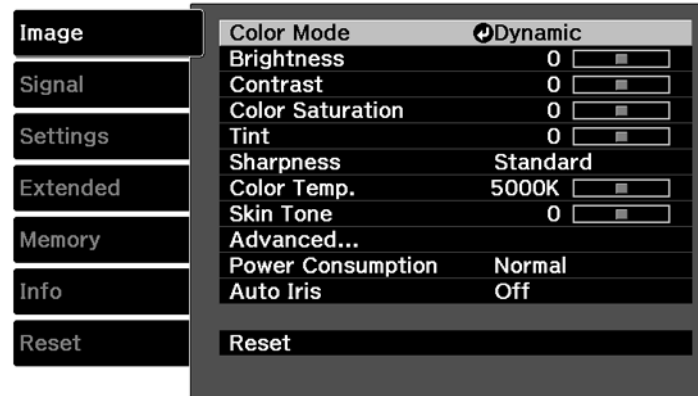 Image
Signal
Settings
Extended
Memory
Info
Reset
Color Mode Dynamic
Brightness 0
Contrast 0
Color Saturation 0
Tint 0
Sharpness Standard
Color Temp. 5000K
Skin Tone 0
Advanced...
Power Consumption Normal
Auto Iris Off
Reset